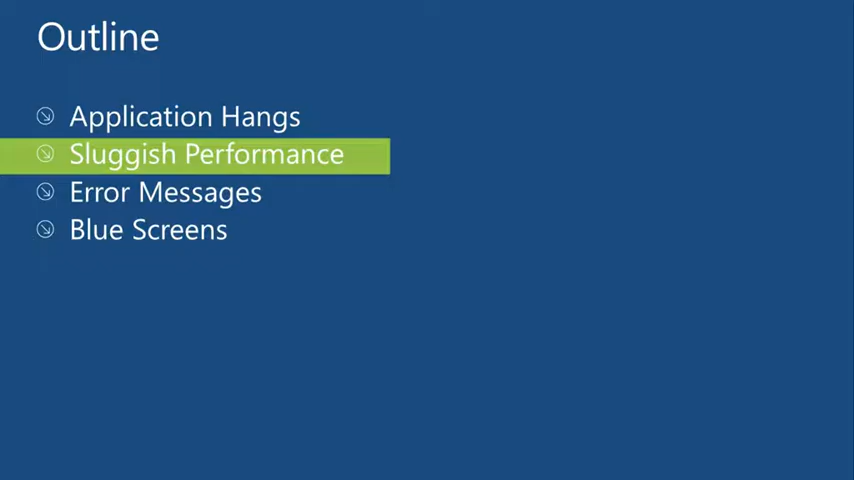 Outline
Application Hangs
Sluggish Performance
Error Messages
Blue Screens